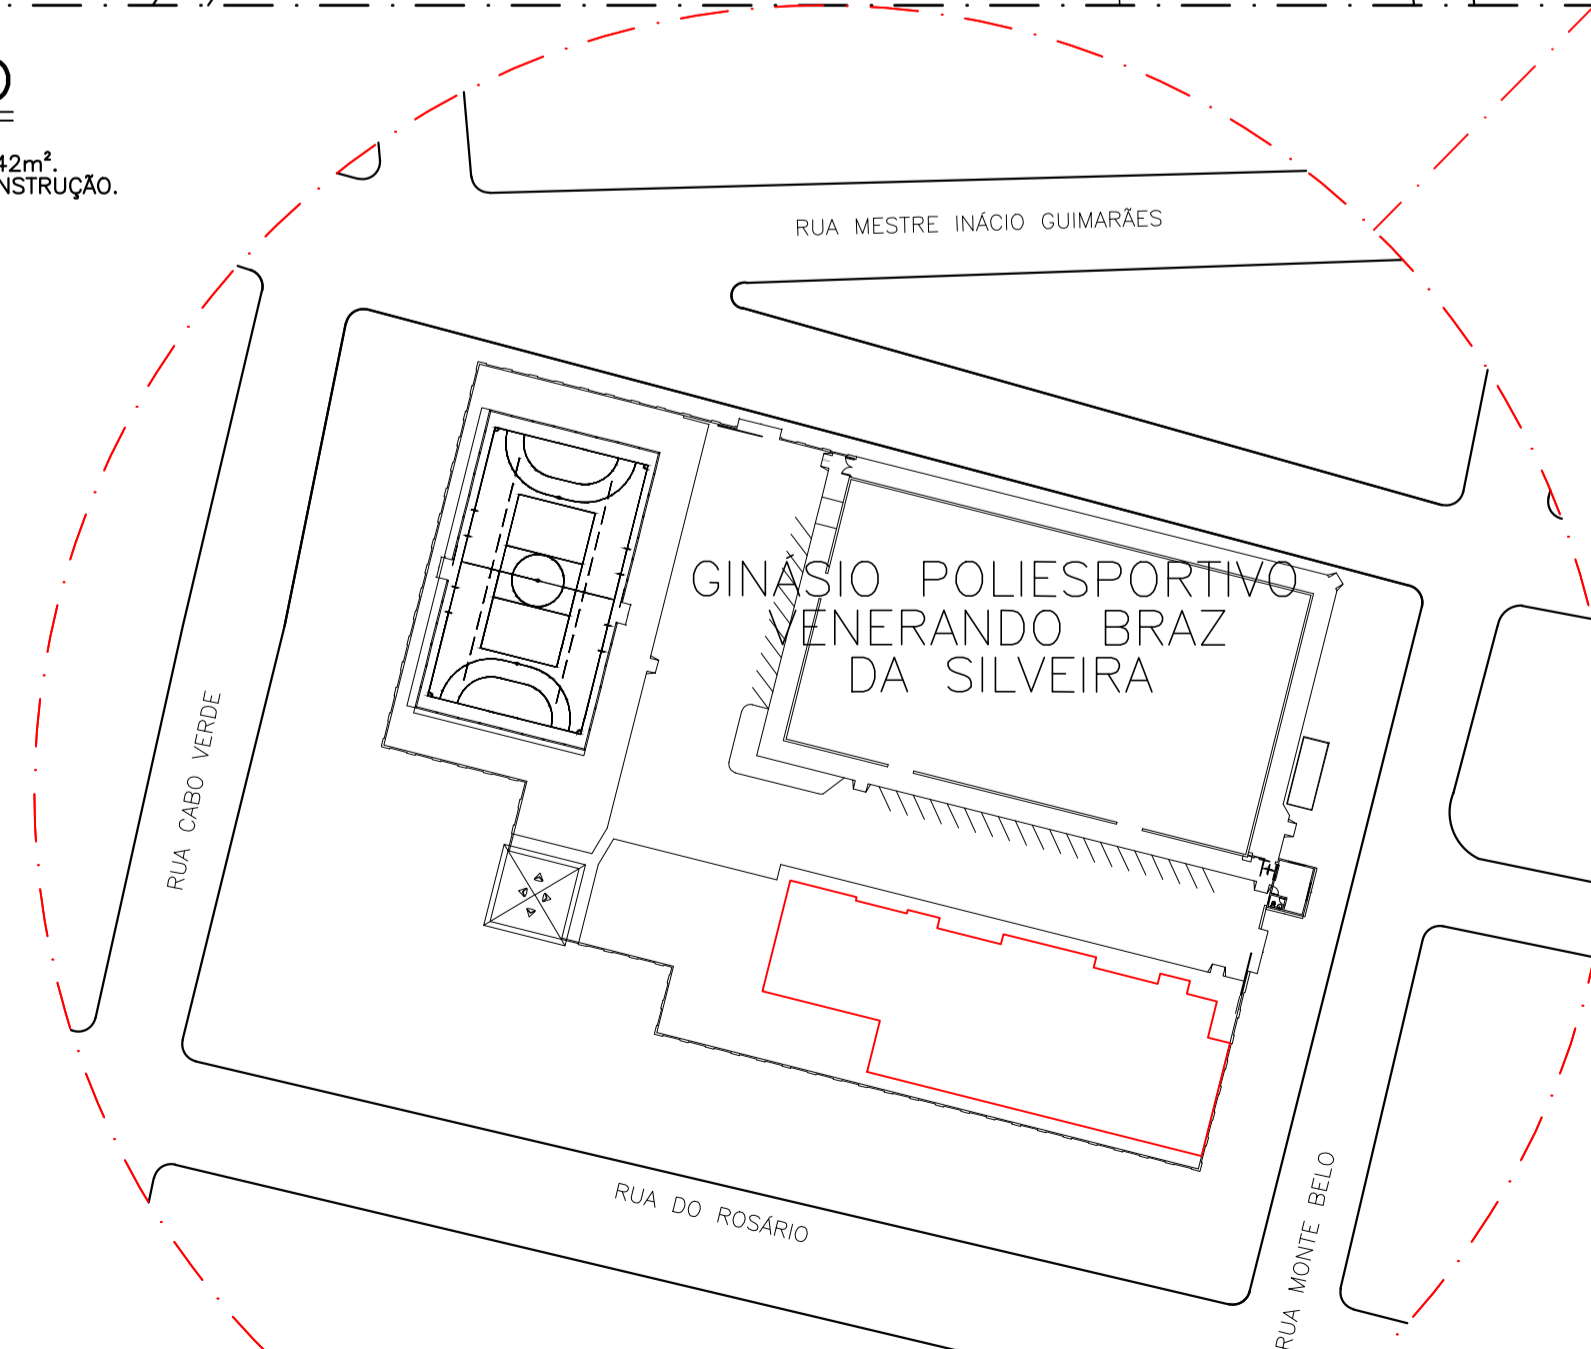 42m².
NSTRUÇÃO.
RUA MESTRE INÁCIO GUIMARÃES
GINASIO POLIESPORTIVO
VENERANDO BRAZ
DA SILVEIRA
RUA CABO VERDE
RUA DO ROSÁRIO
RUA MONTE BELO